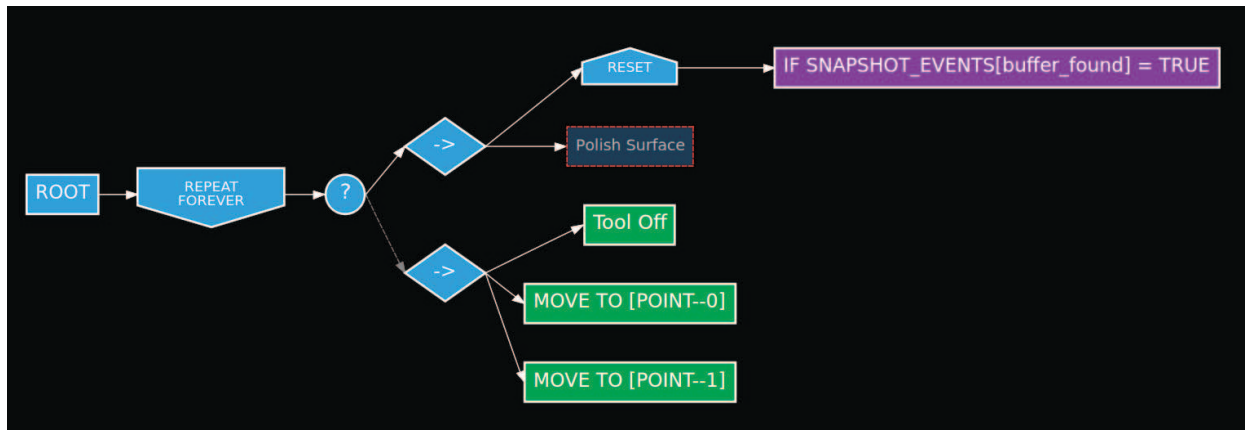 ROOT
REPEAT
FOREVER
?
->
RESET
IF SNAPSHOT_EVENTS[buffer_found] = TRUE
Polish Surface
->
Tool Off
MOVE TO [POINT--0]
MOVE TO [POINT--1]